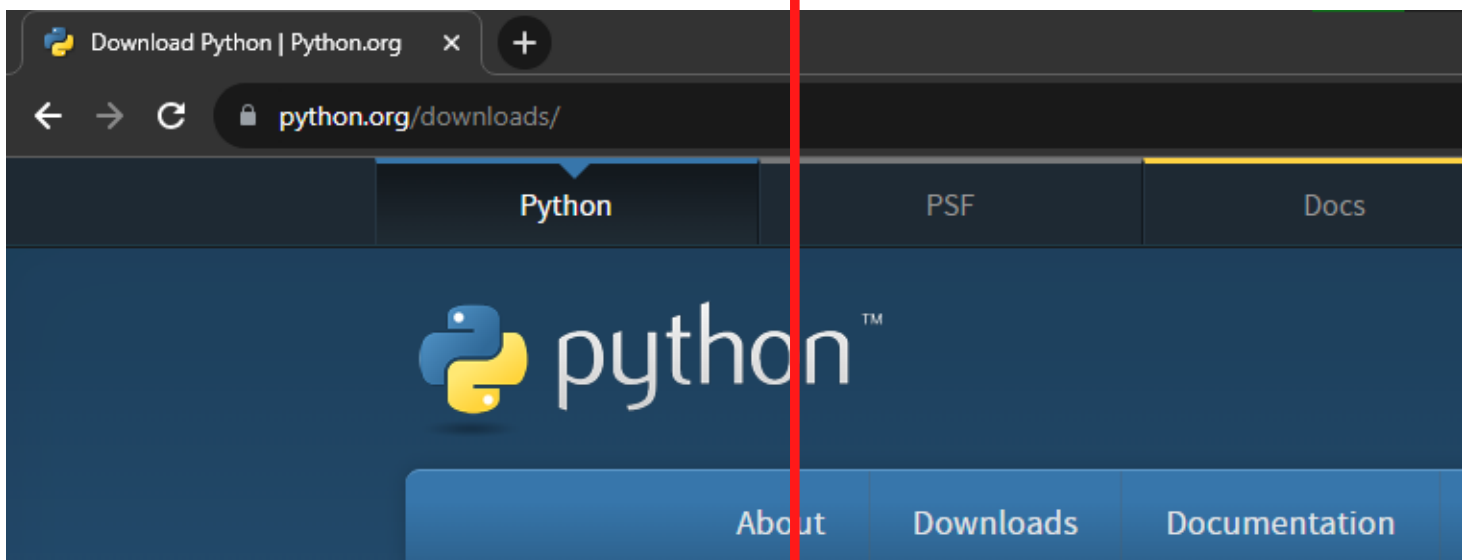 Download Python | Python.org
python.org/downloads/
Python PSF Docs
python™
About Downloads Documentation